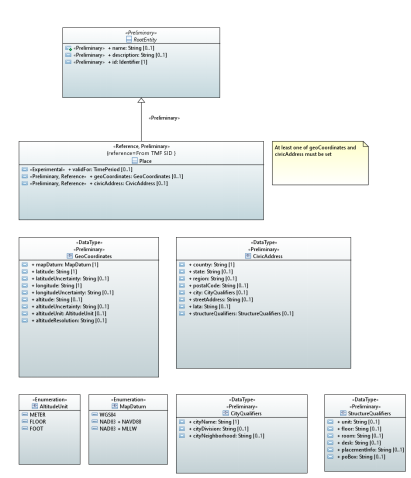 «Preliminary»
RootEntity
«Preliminary» + name: String [0..1]
«Preliminary» + description: String [0..1]
«Preliminary» + id: Identifier [1]
«Preliminary»
«Reference, Preliminary»
{reference=From TMF SID }
Place
«Experimental» + validFor: TimePeriod [0..1]
«Preliminary, Reference» + geoCoordinates: GeoCoordinates [0..1]
«Preliminary, Reference» + civicAddress: CivicAddress [0..1]
At least one of geoCoordinates and
civicAddress must be set
«DataType»
«Preliminary»
GeoCoordinates
+ mapDatum: MapDatum [1]
+ latitude: String [1]
+ latitudeUncertainty: String [0..1]
+ longitude: String [1]
+ longitudeUncertainty: String [0..1]
+ altitude: String [0..1]
+ altitudeUncertainty: String [0..1]
+ altitudeUnit: AltitudeUnit [0..1]
+ altitudeResolution: String [0..1]
«DataType»
«Preliminary»
CivicAddress
+ country: String [1]
+ state: String [0..1]
+ region: String [0..1]
+ postalCode: String [0..1]
+ city: CityQualifiers [0..1]
+ streetAddress: String [0..1]
+ lata: String [0..1]
+ structureQualifiers: StructureQualifiers [0..1]
«Enumeration»
AltitudeUnit
METER
FLOOR
FOOT
«Enumeration»
MapDatum
WGS84
NAD83 + NAVD88
NAD83 + MLLW
«DataType»
«Preliminary»
CityQualifiers
+ cityName: String [0..1]
+ cityDivision: String [0..1]
+ cityNeighborhood: String [0..1]
«DataType»
«Preliminary»
StructureQualifiers
+ unit: String [0..1]
+ floor: String [0..1]
+ room: String [0..1]
+ desk: String [0..1]
+ placementInfo: String [0..1]
+ poBox: String [0..1]